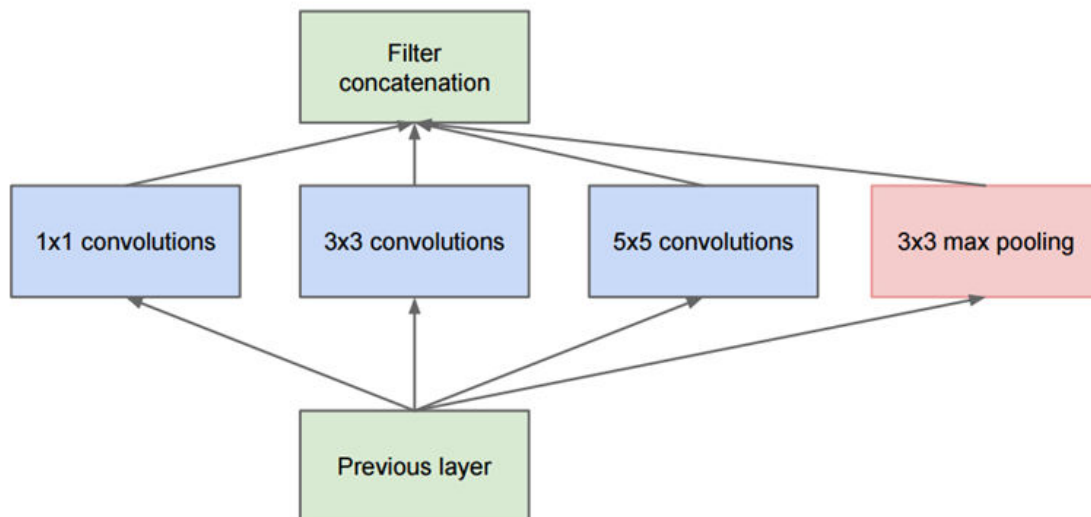 Filter
concatenation
1x1 convolutions
3x3 convolutions
5x5 convolutions
3x3 max pooling
Previous layer